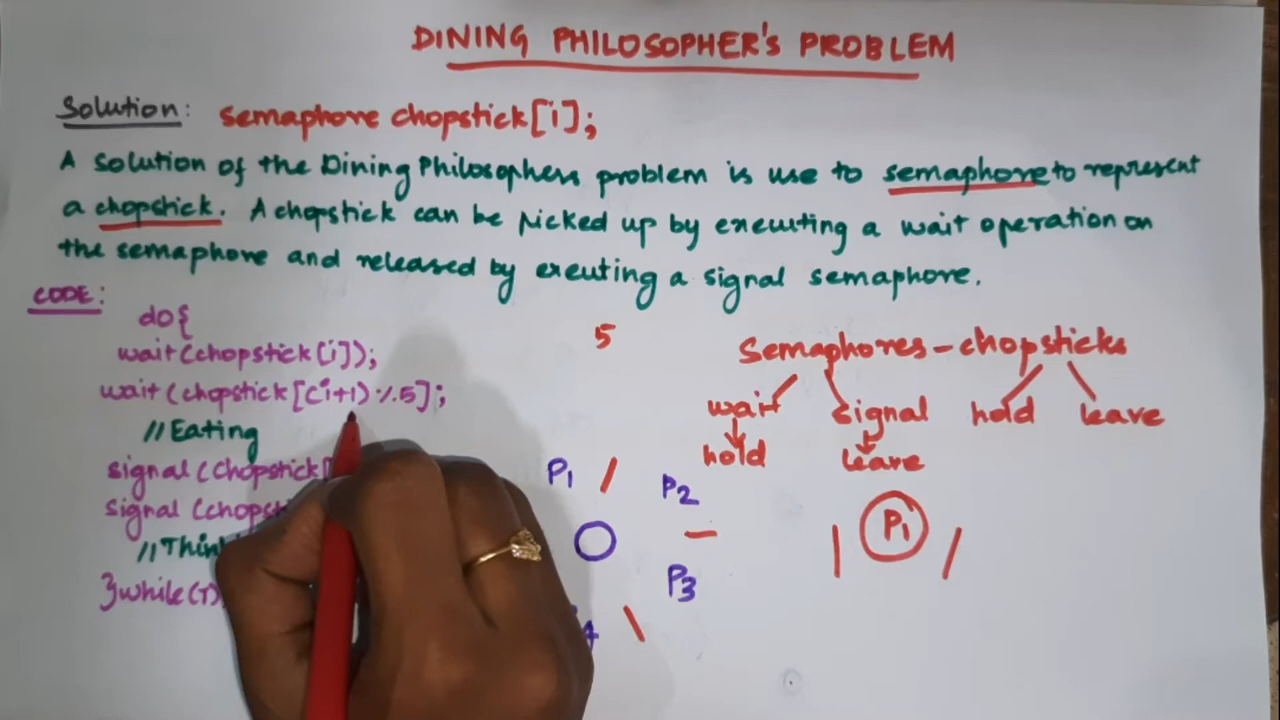 DINING PHILOSOPHER'S PROBLEM
Solution: semaphore chopstick[i];
A solution of the Dining Philosophers problem is use to semaphore to represent
a chopstick. A chopstick can be picked up by executing a wait operation on
the semaphore and released by exeuting a signal semaphore.
CODE:
do{
wait(chopstick[i]);
wait(chopstick[(i+1)%5];
//Eating
signal(chopstick[
signal(
//
}while(T)
5
Semaphores - chopsticks
wait signal hold leave
hold leave
P1 P2
P3
P1